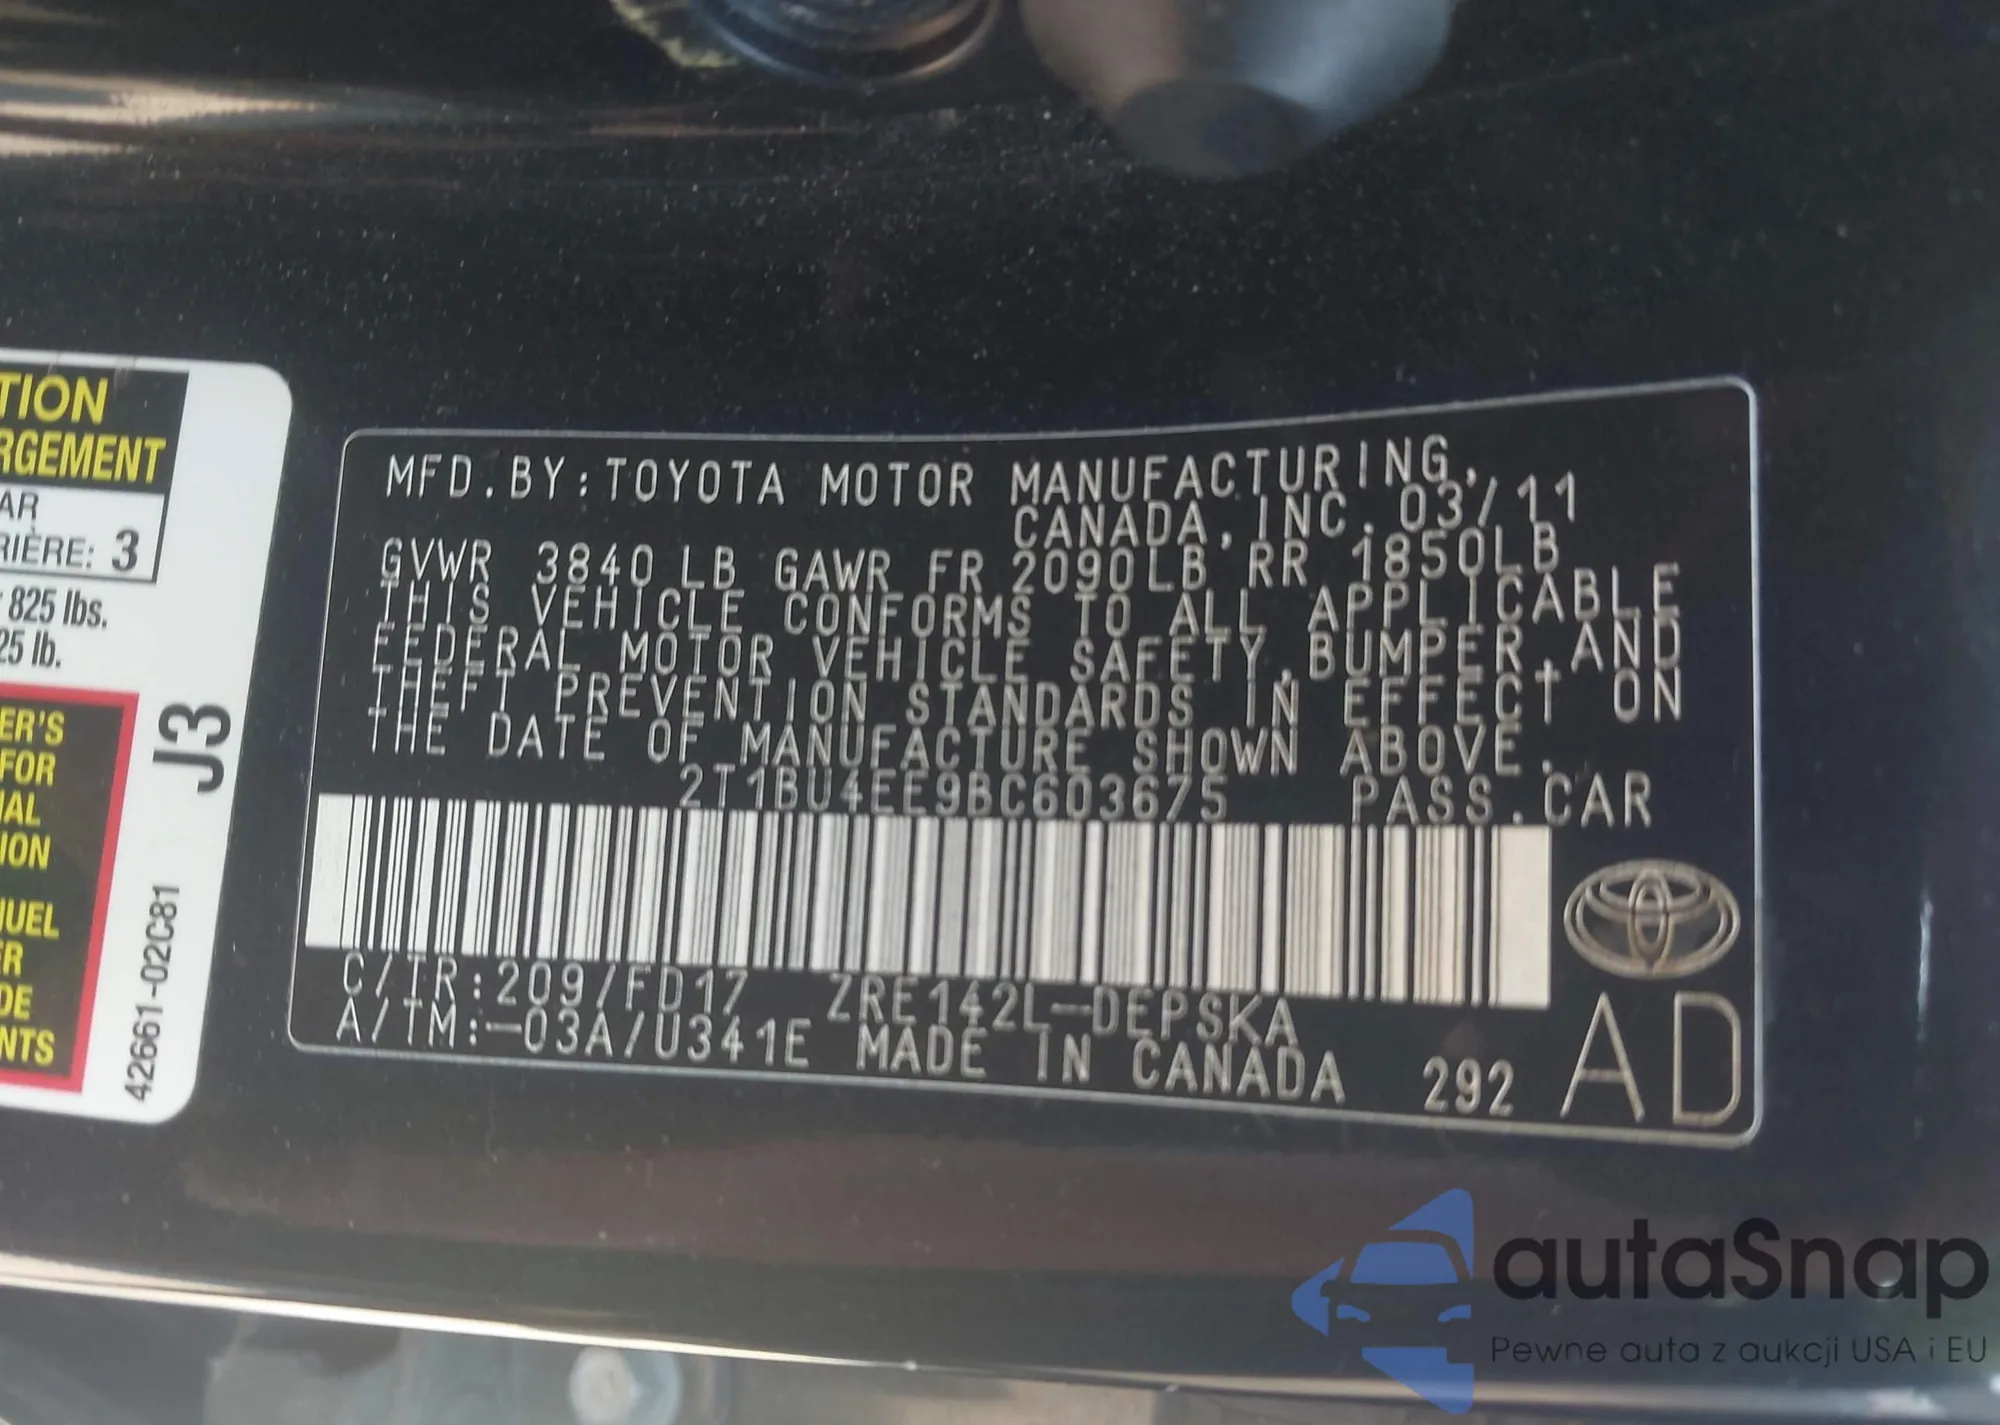 TION
RGEMENT
AR
RIÈRE: 3
825 lbs.
25 lb.
ER'S
FOR
IAL
ION
UEL
ER
DE
NTS
J3
42661-02C81
MFD.BY:TOYOTA MOTOR MANUFACTURING,
CANADA,INC. 03/11
GVWR 3840LB GAWR FR 2090LB RR 1850LB
THIS VEHICLE CONFORMS TO ALL APPLICABLE
FEDERAL MOTOR VEHICLE SAFETY,BUMPER,AND
THEFT PREVENTION STANDARDS IN EFFECT ON
THE DATE OF MANUFACTURE SHOWN ABOVE.
2T1BU4EE9BC603675 PASS.CAR
C/TR:209/FD17 ZRE142L-DEPSKA
A/TM:-03A/U341E MADE IN CANADA 292
AD
autaSnap
Pewne auta z aukcji USA i EU